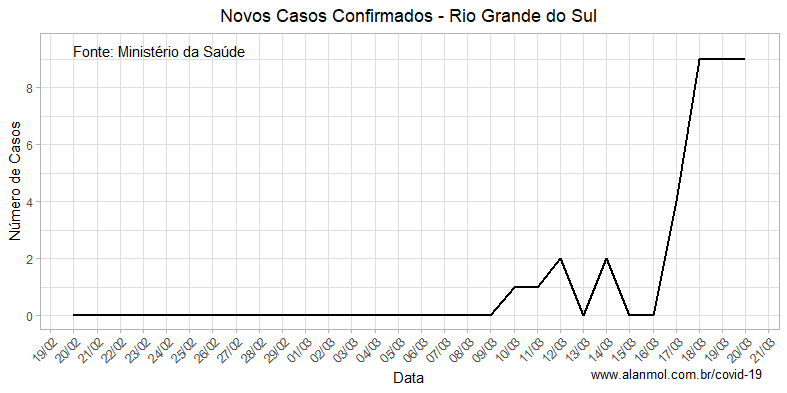 Novos Casos Confirmados - Rio Grande do Sul
Fonte: Ministério da Saúde
Número de Casos
8
6
4
2
0
19/02 20/02 21/02 22/02 23/02 24/02 25/02 26/02 27/02 28/02 29/02 01/03 02/03 03/03 04/03 05/03 06/03 07/03 08/03 09/03 10/03 11/03 12/03 13/03 14/03 15/03 16/03 17/03 18/03 19/03 20/03 21/03
Data
www.alanmol.com.br/covid-19